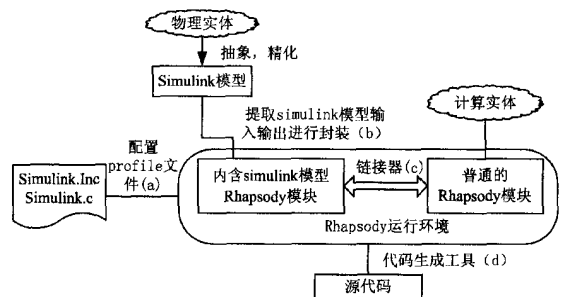 物理实体
抽象，精化
Simulink模型
提取simulink模型输
入输出进行封装（b）
计算实体
配置
profile文
件(a)
Simulink.Inc
Simulink.c
内含simulink模型
Rhapsody模块
链接器(c)
普通的
Rhapsody模块
Rhapsody运行环境
代码生成工具（d）
源代码